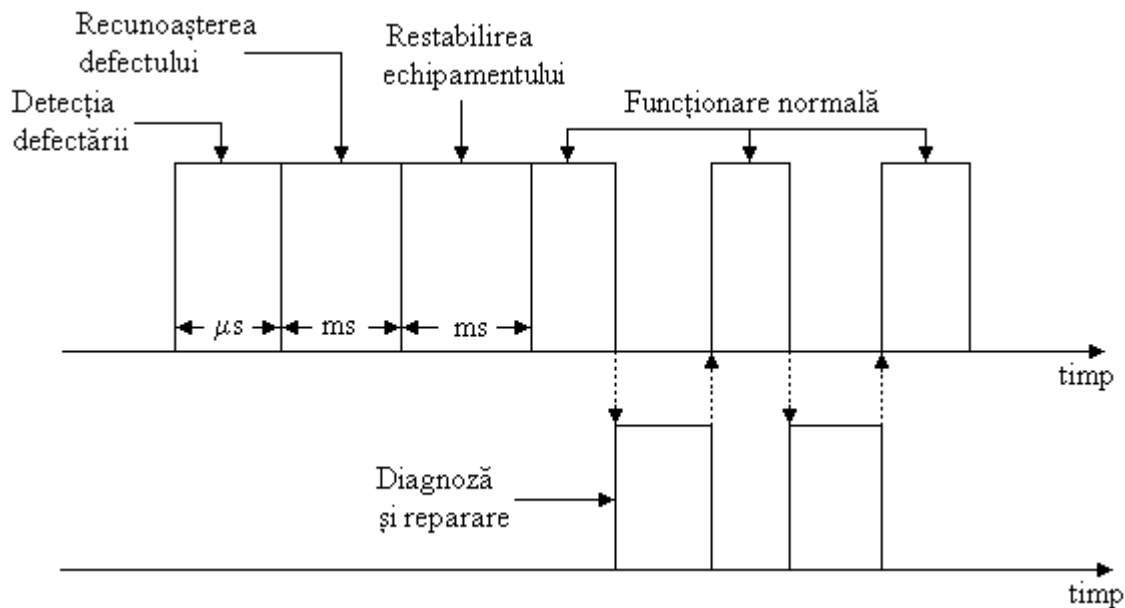 Recunoașterea
defectului
Restabilirea
echipamentului
Detecția
defectării
Funcționare normală
μs
ms
ms
timp
Diagnoză
și reparare
timp